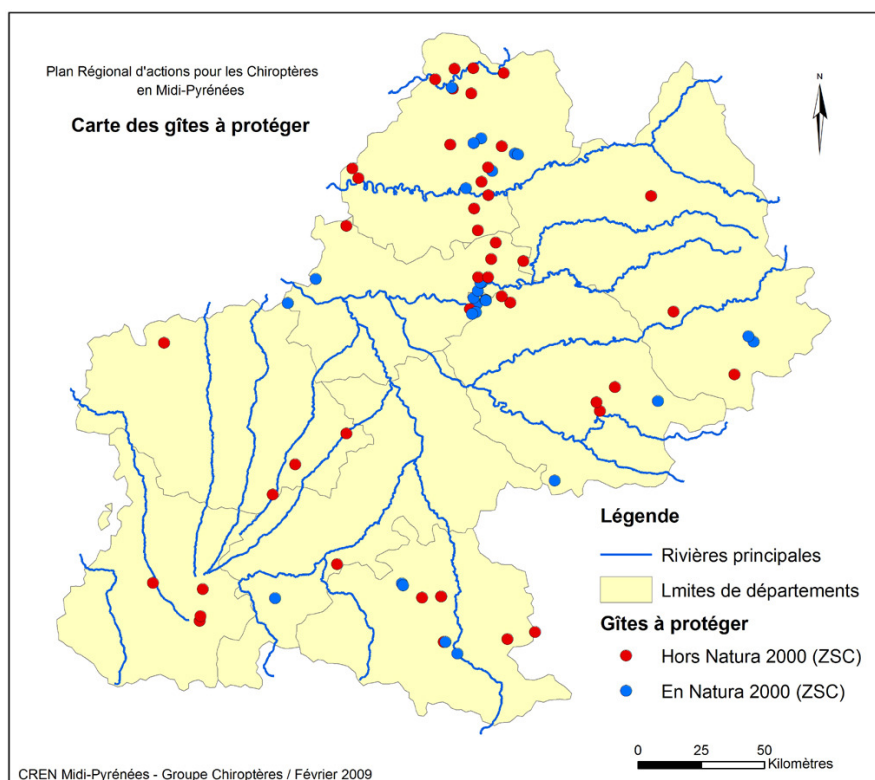 Plan Régional d'actions pour les Chiroptères
en Midi-Pyrénées
Carte des gîtes à protéger
N
Légende
Rivières principales
Lmites de départements
Gîtes à protéger
Hors Natura 2000 (ZSC)
En Natura 2000 (ZSC)
0 25 50
Kilomètres
CREN Midi-Pyrénées - Groupe Chiroptères / Février 2009